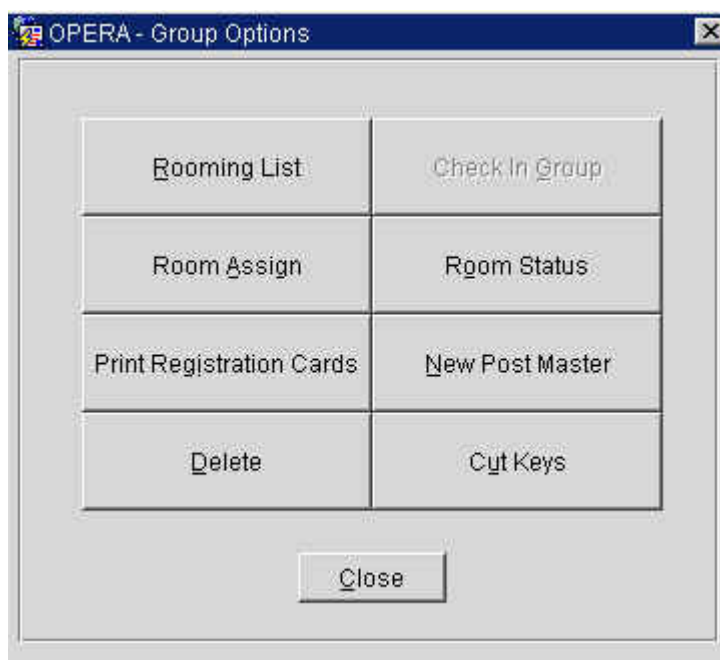 OPERA - Group Options
Rooming List
Check In Group
Room Assign
Room Status
Print Registration Cards
New Post Master
Delete
Cut Keys
Close